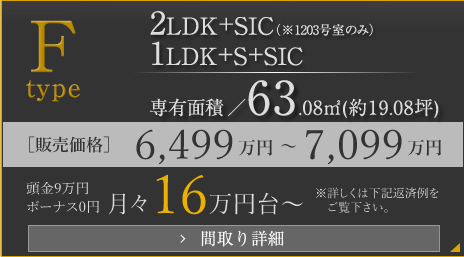 F
type
2LDK+SIC(※1203号室のみ)
1LDK+S+SIC
専有面積／63.08㎡(約19.08坪)
［販売価格］ 6,499万円 〜 7,099万円
頭金9万円
ボーナス0円
月々16万円台〜
※詳しくは下記返済例を
ご覧下さい。
› 間取り詳細